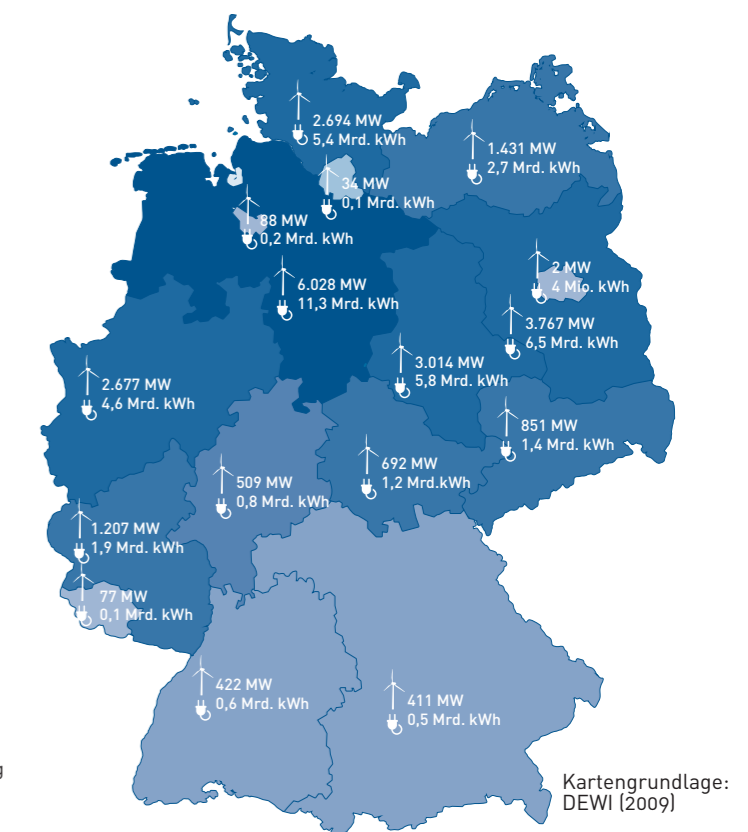 2.694 MW
5,4 Mrd. kWh
1.431 MW
2,7 Mrd. kWh
34 MW
0,1 Mrd. kWh
88 MW
0,2 Mrd. kWh
2 MW
4 Mio. kWh
6.028 MW
11,3 Mrd. kWh
3.767 MW
6,5 Mrd. kWh
3.014 MW
5,8 Mrd. kWh
2.677 MW
4,6 Mrd. kWh
851 MW
1,4 Mrd. kWh
692 MW
1,2 Mrd.kWh
509 MW
0,8 Mrd. kWh
1.207 MW
1,9 Mrd. kWh
77 MW
0,1 Mrd. kWh
422 MW
0,6 Mrd. kWh
411 MW
0,5 Mrd. kWh
g
Kartengrundlage:
DEWI (2009)